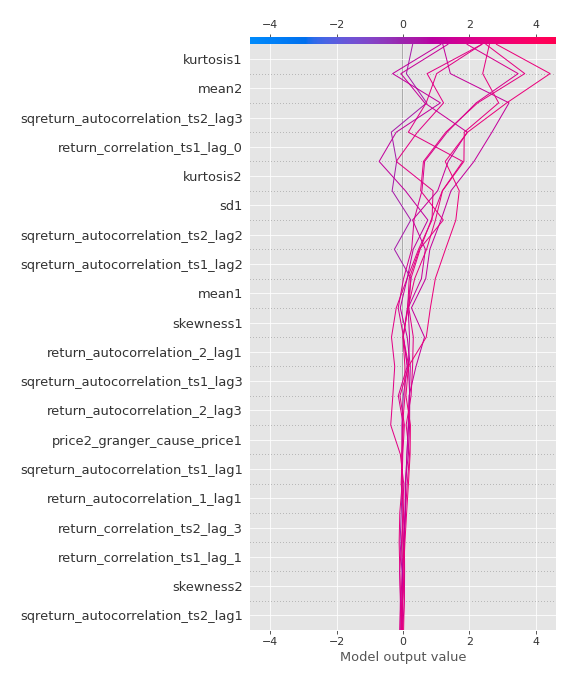 −4 −2 0 2 4
kurtosis1
mean2
sqreturn_autocorrelation_ts2_lag3
return_correlation_ts1_lag_0
kurtosis2
sd1
sqreturn_autocorrelation_ts2_lag2
sqreturn_autocorrelation_ts1_lag2
mean1
skewness1
return_autocorrelation_2_lag1
sqreturn_autocorrelation_ts1_lag3
return_autocorrelation_2_lag3
price2_granger_cause_price1
sqreturn_autocorrelation_ts1_lag1
return_autocorrelation_1_lag1
return_correlation_ts2_lag_3
return_correlation_ts1_lag_1
skewness2
sqreturn_autocorrelation_ts2_lag1
−4 −2 0 2 4
Model output value